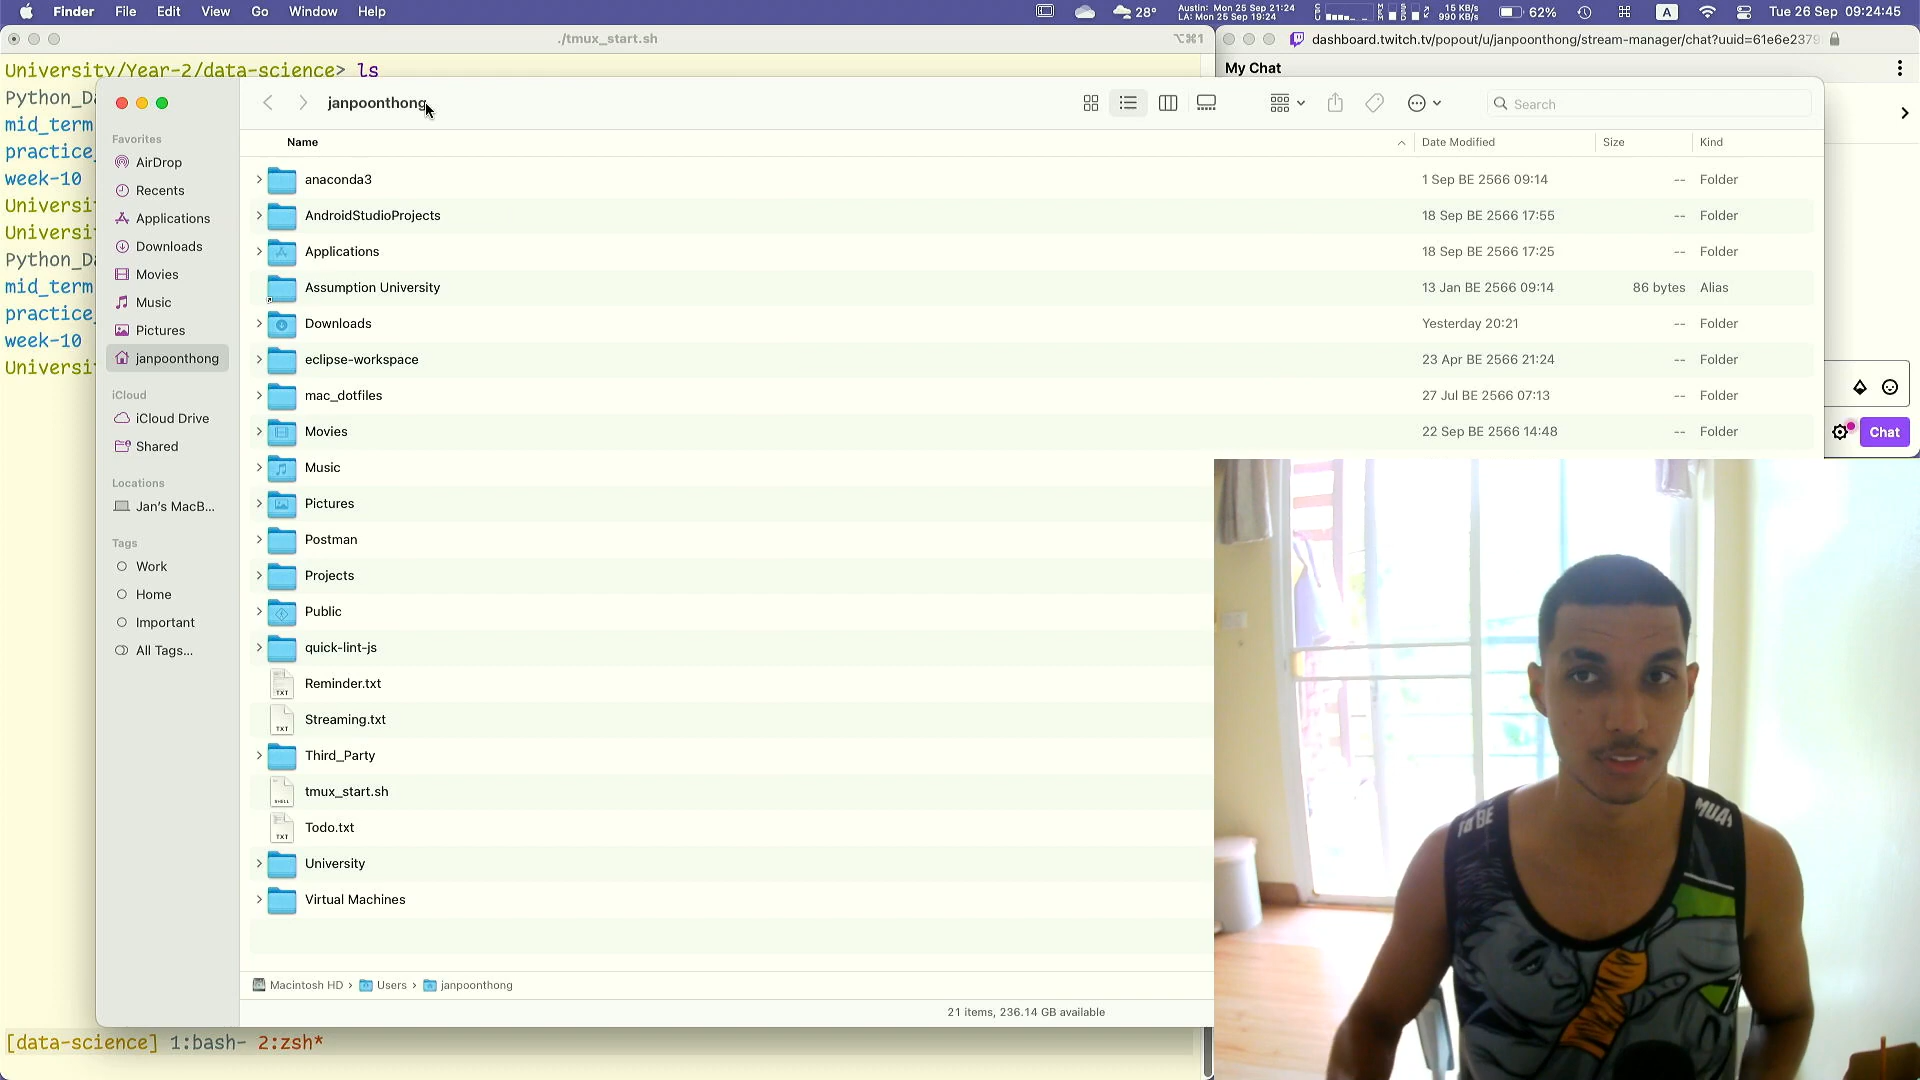 Finder File Edit View Go Window Help
28°
Austin: Mon 25 Sep 21:24
LA: Mon 25 Sep 19:24
15 KB/s
990 KB/s
62%
A
Tue 26 Sep 09:24:45
./tmux_start.sh
⌥⌘1
dashboard.twitch.tv/popout/u/janpoonthong/stream-manager/chat?uuid=61e6e2379
University/Year-2/data-science> ls
My Chat
Python_Da
mid_term
practice_
week-10
Universi
Universi
Python_Da
mid_term
practice_
week-10
Universi
janpoonthong
Search
Favorites
AirDrop
Recents
Applications
Downloads
Movies
Music
Pictures
janpoonthong
iCloud
iCloud Drive
Shared
Locations
Jan's MacB...
Tags
Work
Home
Important
All Tags...
Name Date Modified Size Kind
anaconda3 1 Sep BE 2566 09:14 -- Folder
AndroidStudioProjects 18 Sep BE 2566 17:55 -- Folder
Applications 18 Sep BE 2566 17:25 -- Folder
Assumption University 13 Jan BE 2566 09:14 86 bytes Alias
Downloads Yesterday 20:21 -- Folder
eclipse-workspace 23 Apr BE 2566 21:24 -- Folder
mac_dotfiles 27 Jul BE 2566 07:13 -- Folder
Movies 22 Sep BE 2566 14:48 -- Folder
Music
Pictures
Postman
Projects
Public
quick-lint-js
Reminder.txt
Streaming.txt
Third_Party
tmux_start.sh
Todo.txt
University
Virtual Machines
Macintosh HD › Users › janpoonthong
21 items, 236.14 GB available
Chat
TO BE
MUA
[data-science] 1:bash- 2:zsh*